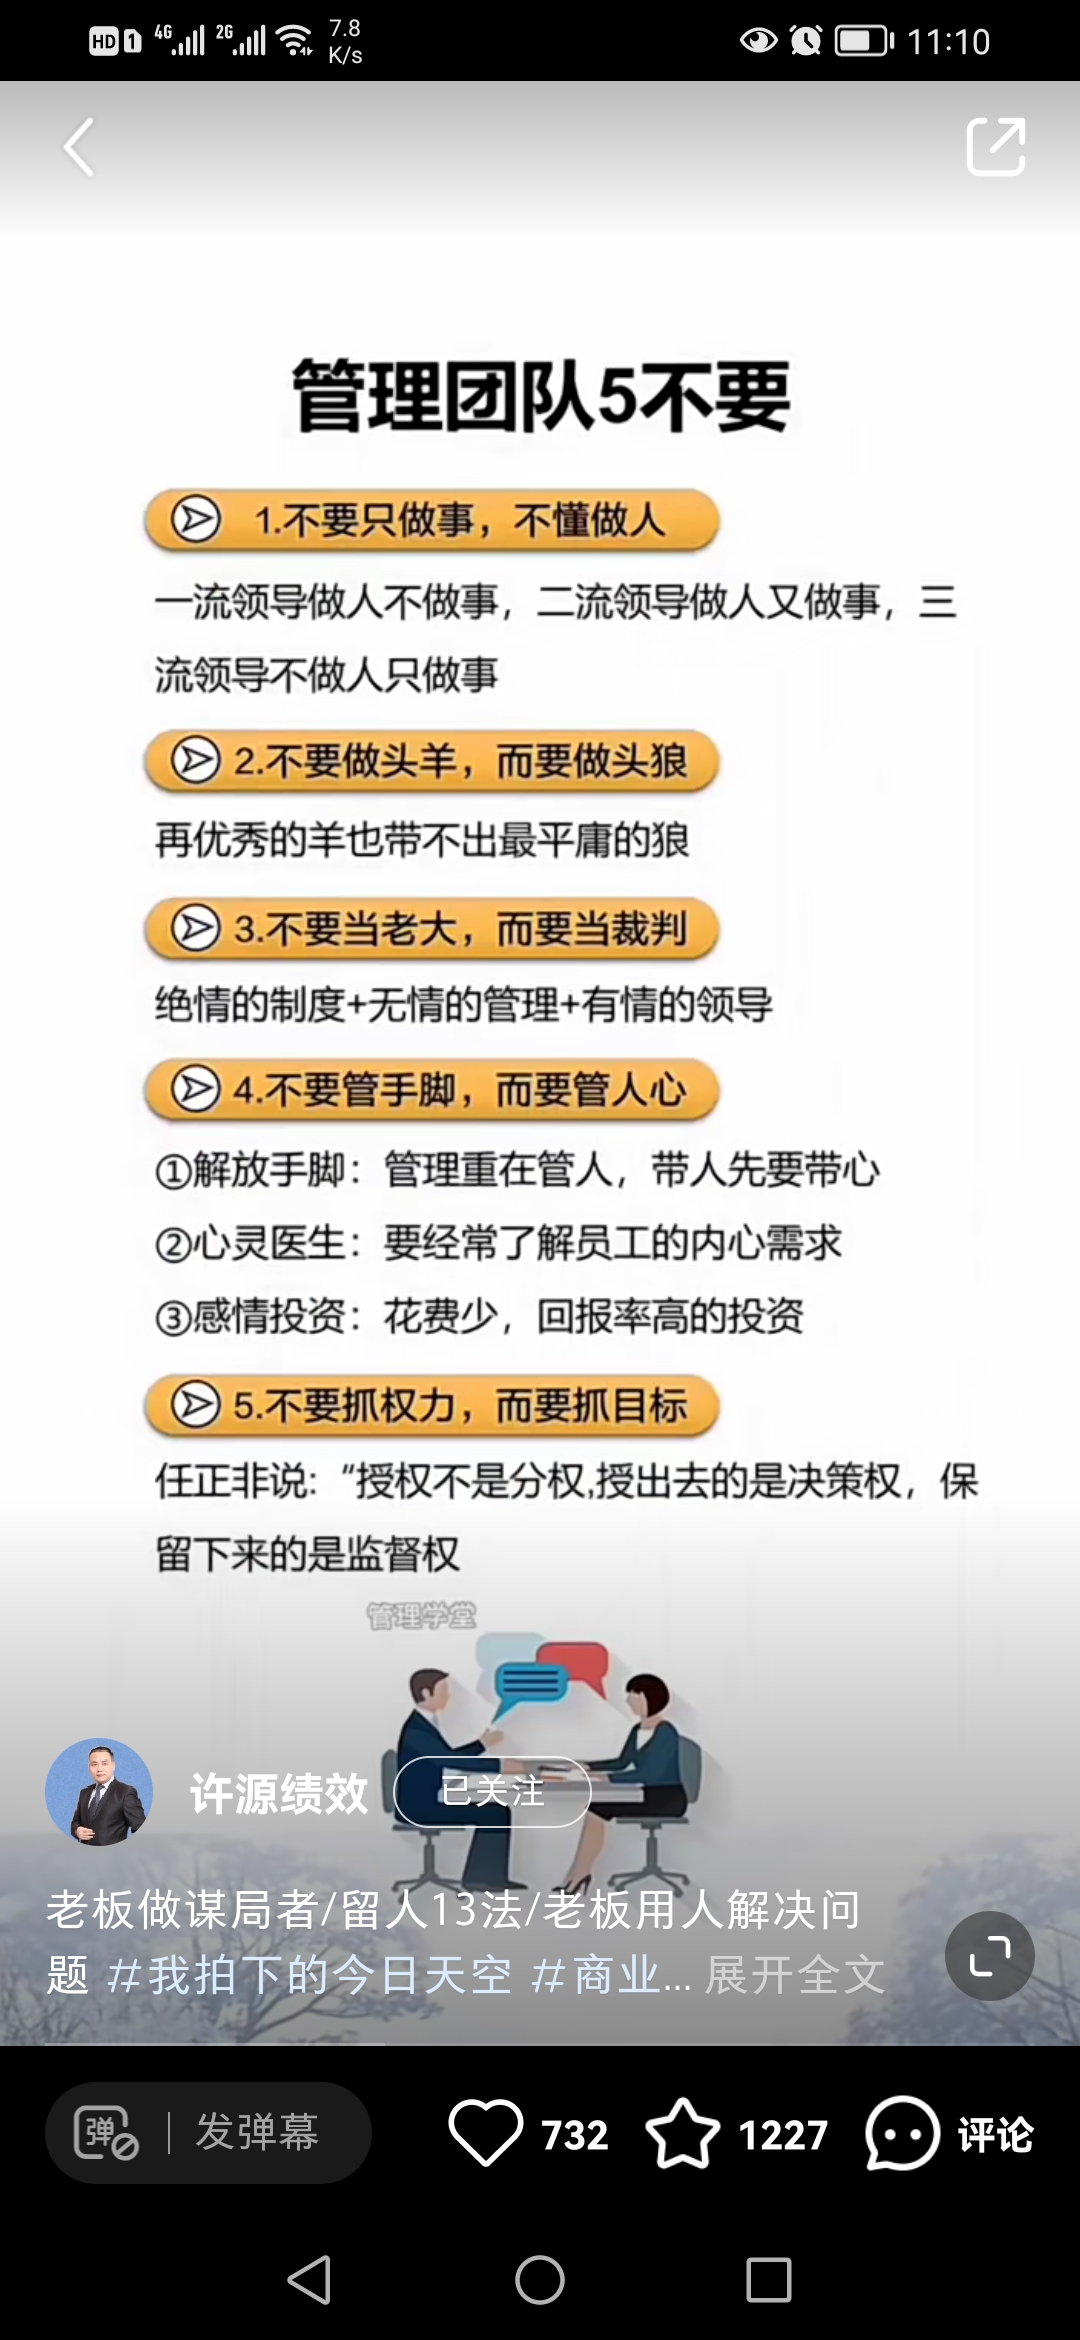 HD 1 4G 2G 7.8 K/s 11:10
管理团队5不要
1.不要只做事，不懂做人
一流领导做人不做事，二流领导做人又做事，三
流领导不做人只做事
2.不要做头羊，而要做头狼
再优秀的羊也带不出最平庸的狼
3.不要当老大，而要当裁判
绝情的制度+无情的管理+有情的领导
4.不要管手脚，而要管人心
①解放手脚：管理重在管人，带人先要带心
②心灵医生：要经常了解员工的内心需求
③感情投资：花费少，回报率高的投资
5.不要抓权力，而要抓目标
任正非说：“授权不是分权,授出去的是决策权，保
留下来的是监督权
管理学堂
许源绩效 已关注
老板做谋局者/留人13法/老板用人解决问
题 #我拍下的今日天空 #商业... 展开全文
弹 发弹幕 732 1227 评论